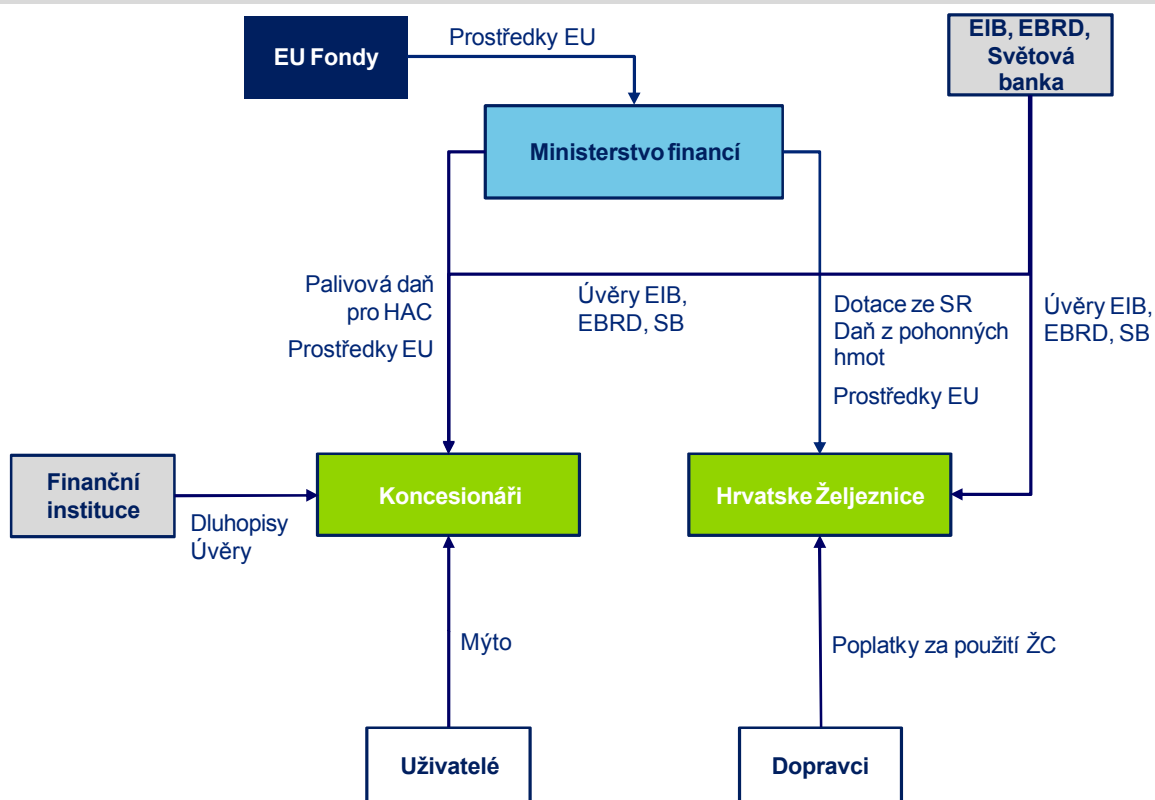 EU Fondy
Prostředky EU
EIB, EBRD,
Světová
banka
Ministerstvo financí
Palivová daň
pro HAC
Prostředky EU
Úvěry EIB,
EBRD, SB
Dotace ze SR
Daň z pohonných
hmot
Prostředky EU
Úvěry EIB,
EBRD, SB
Finanční
instituce
Dluhopisy
Úvěry
Koncesionáři
Hrvatske Željeznice
Mýto
Poplatky za použití ŽC
Uživatelé
Dopravci